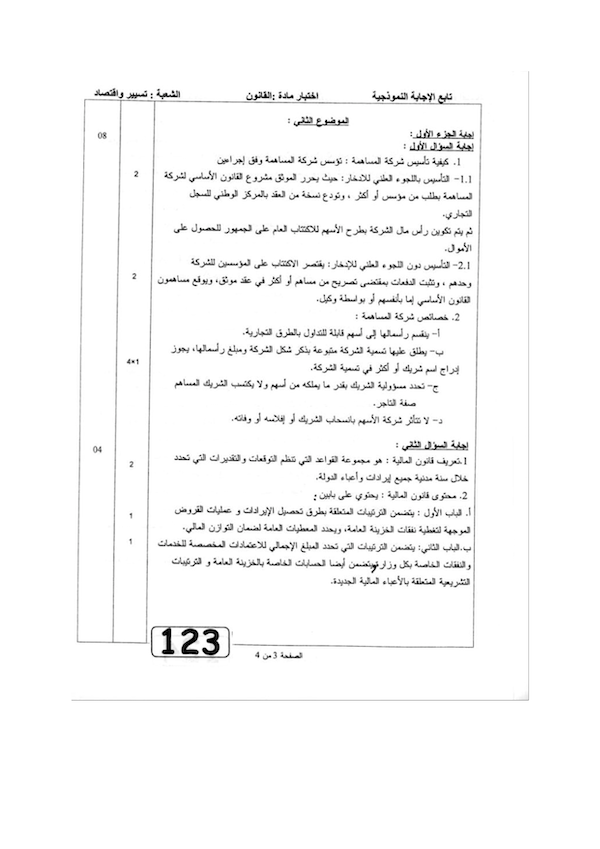 تابع الإجابة النموذجية اختبار مادة :القانون الشعبة : تسيير واقتصاد
الموضوع الثاني :
إجابة الجزء الأول :
08
إجابة السؤال الأول :
1. كيفية تأسيس شركة المساهمة : تؤسس شركة المساهمة وفق إجراءين
1.1- التأسيس باللجوء العلني للادخار: حيث يحرر الموثق مشروع القانون الأساسي لشركة
2
المساهمة بطلب من مؤسس أو أكثر ، وتودع نسخة من العقد بالمركز الوطني للسجل
التجاري.
ثم يتم تكوين رأس مال الشركة بطرح الأسهم للاكتتاب العام على الجمهور للحصول على
الأموال.
2.1- التأسيس دون اللجوء العلني للإدخار: يقتصر الاكتتاب على المؤسسين للشركة
2
وحدهم ، وتثبت الدفعات بمقتضى تصريح من مساهم أو أكثر في عقد موثق، ويوقع مساهمون
القانون الأساسي إما بأنفسهم أو بواسطة وكيل.
2. خصائص شركة المساهمة :
أ- ينقسم رأسمالها إلى أسهم قابلة للتداول بالطرق التجارية.
ب- يطلق عليها تسمية الشركة متبوعة بذكر شكل الشركة ومبلغ رأسمالها، يجوز
4×1
إدراج اسم شريك أو أكثر في تسمية الشركة.
ج- تحدد مسؤولية الشريك بقدر ما يملكه من أسهم ولا يكتسب الشريك المساهم
صفة التاجر.
د- لا تتأثر شركة الأسهم بانسحاب الشريك أو إفلاسه أو وفاته.
إجابة السؤال الثاني :
04
1.تعريف قانون المالية : هو مجموعة القواعد التي تنظم التوقعات والتقديرات التي تحدد
2
خلال سنة مدنية جميع إيرادات وأعباء الدولة.
2. محتوى قانون المالية : يحتوي على بابين:
أ. الباب الأول : يتضمن الترتيبات المتعلقة بطرق تحصيل الإيرادات و عمليات القروض
1
الموجهة لتغطية نفقات الخزينة العامة، ويحدد المعطيات العامة لضمان التوازن المالي.
ب.الباب الثاني: يتضمن الترتيبات التي تحدد المبلغ الإجمالي للاعتمادات المخصصة للخدمات
1
والنفقات الخاصة بكل وزارة,ويتضمن أيضا الحسابات الخاصة بالخزينة العامة و الترتيبات
التشريعية المتعلقة بالأعباء المالية الجديدة.
123
الصفحة 3 من 4